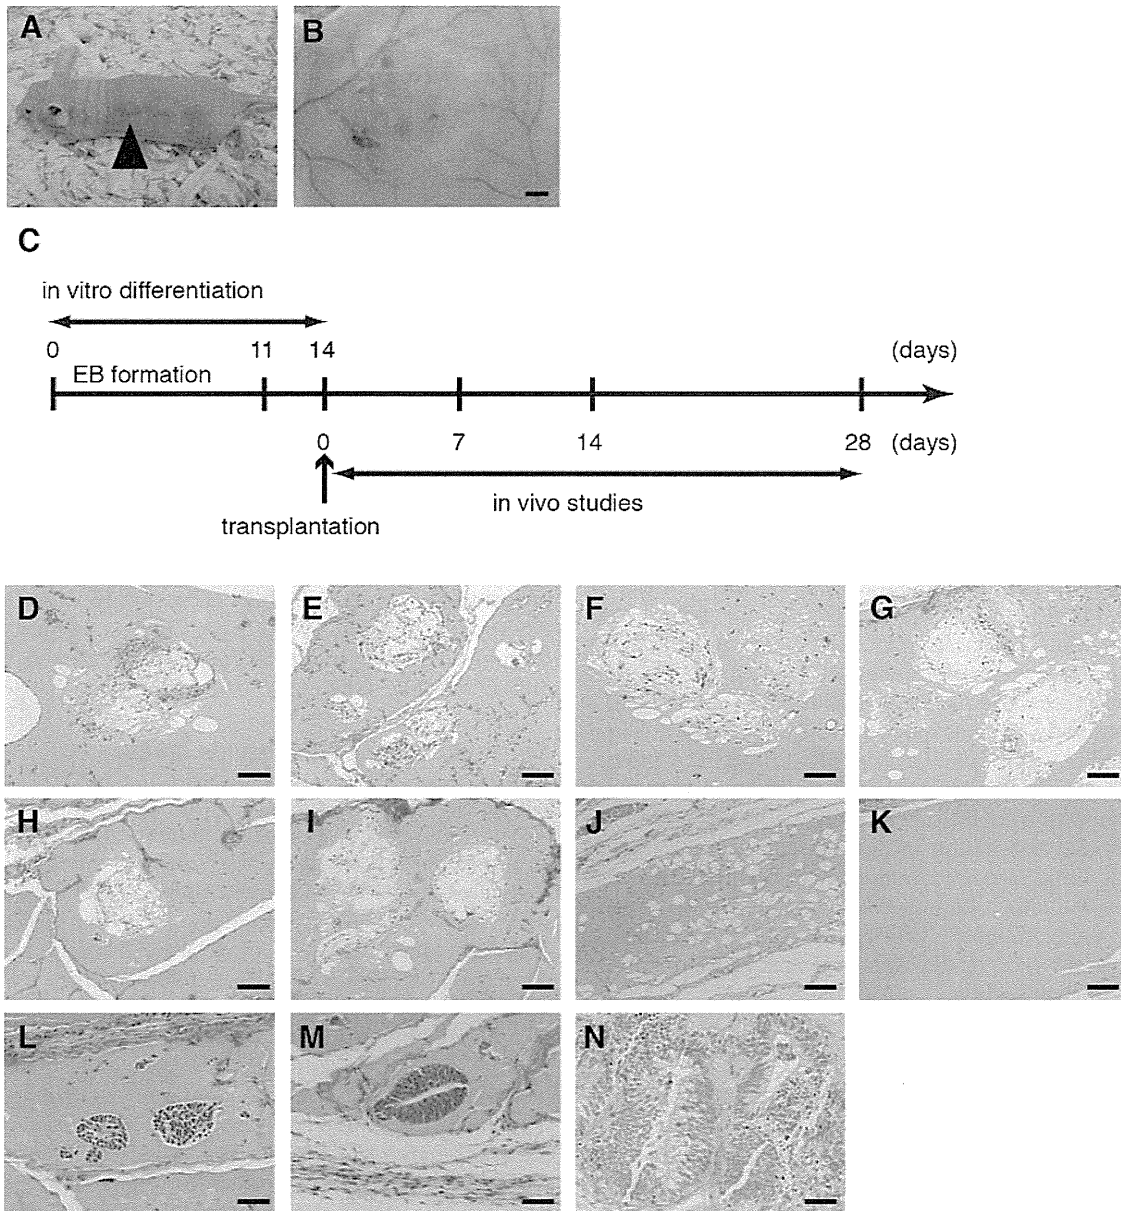 A
B
C
in vitro differentiation
0 11 14 (days)
EB formation
0 7 14 28 (days)
in vivo studies
transplantation
D
E
F
G
H
I
J
K
L
M
N